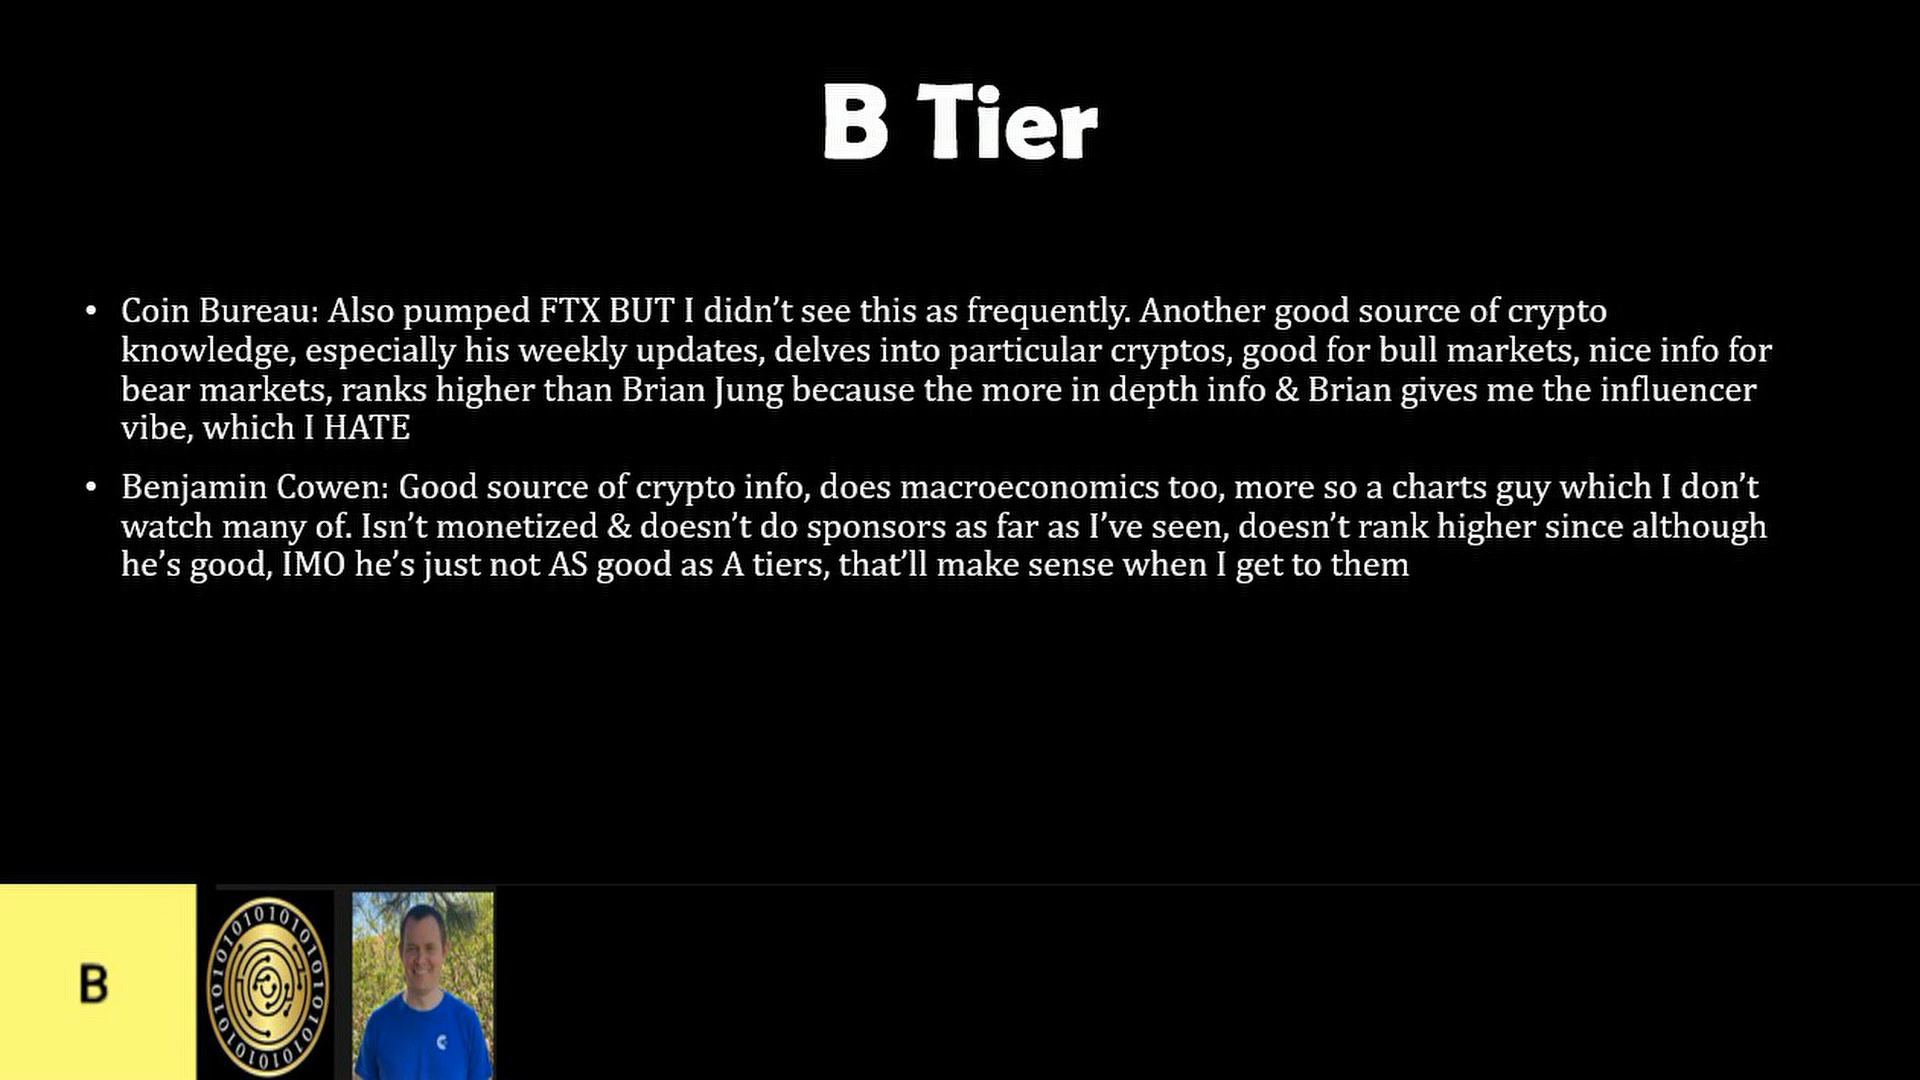 B Tier
• Coin Bureau: Also pumped FTX BUT I didn’t see this as frequently. Another good source of crypto
knowledge, especially his weekly updates, delves into particular cryptos, good for bull markets, nice info for
bear markets, ranks higher than Brian Jung because the more in depth info & Brian gives me the influencer
vibe, which I HATE
• Benjamin Cowen: Good source of crypto info, does macroeconomics too, more so a charts guy which I don’t
watch many of. Isn’t monetized & doesn’t do sponsors as far as I’ve seen, doesn’t rank higher since although
he’s good, IMO he’s just not AS good as A tiers, that’ll make sense when I get to them
B